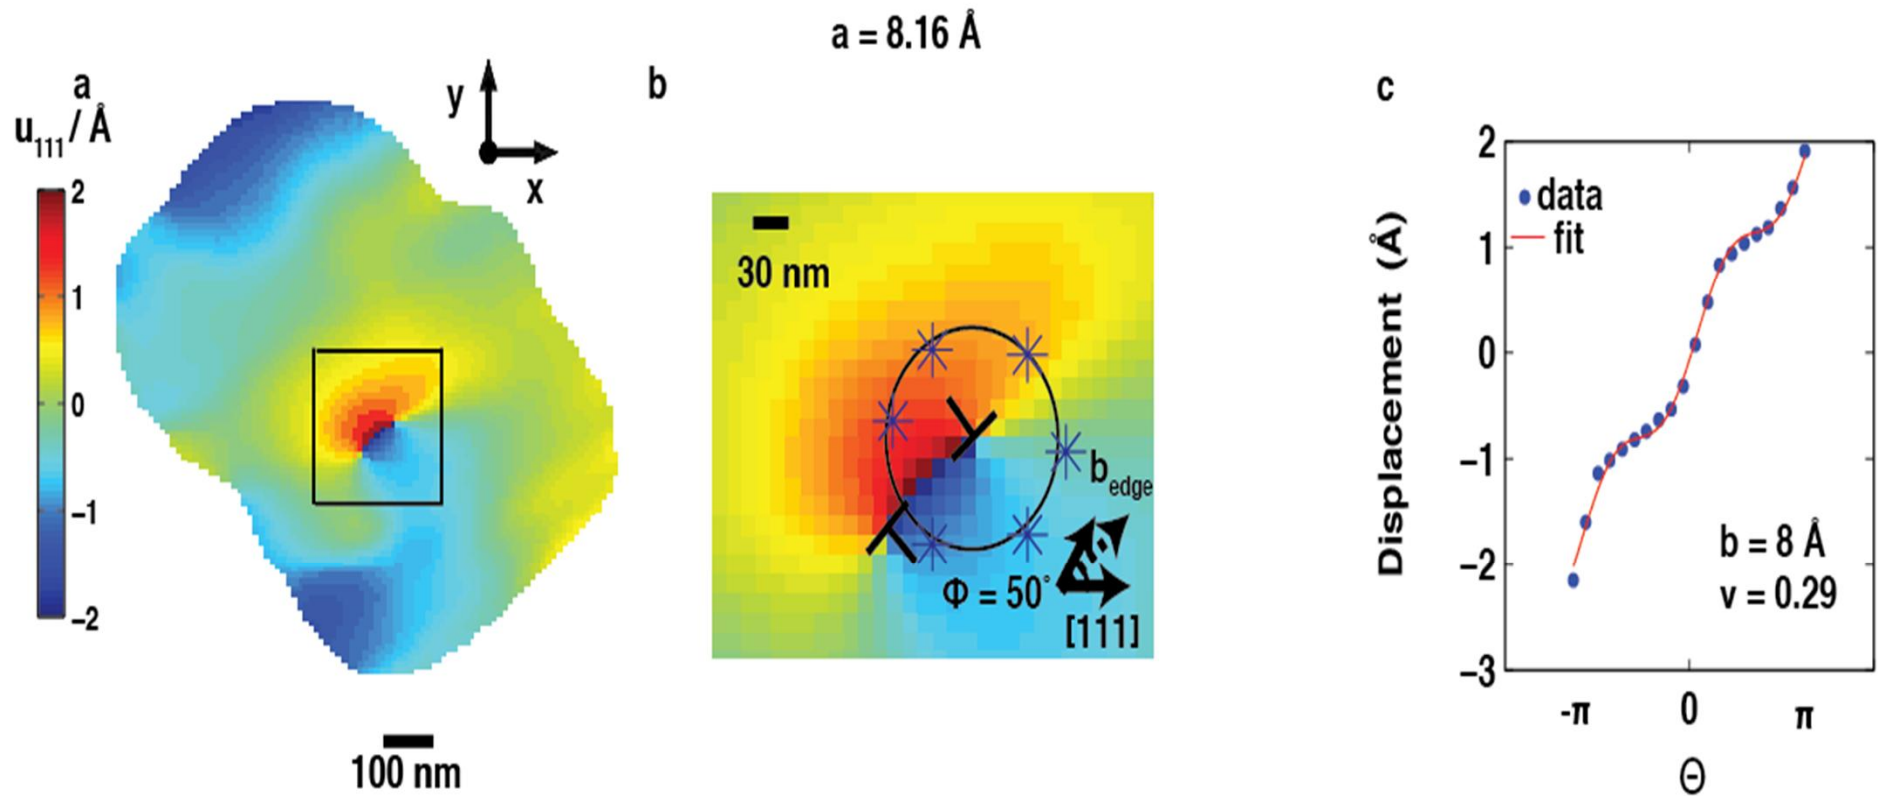 a = 8.16 Å
a
u111 / Å
2
1
0
−1
−2
y
x
100 nm
b
30 nm
bedge
Φ = 50°
[111]
c
Displacement (Å)
2
1
0
−1
−2
−3
data
fit
b = 8 Å
v = 0.29
-π
0
π
Θ